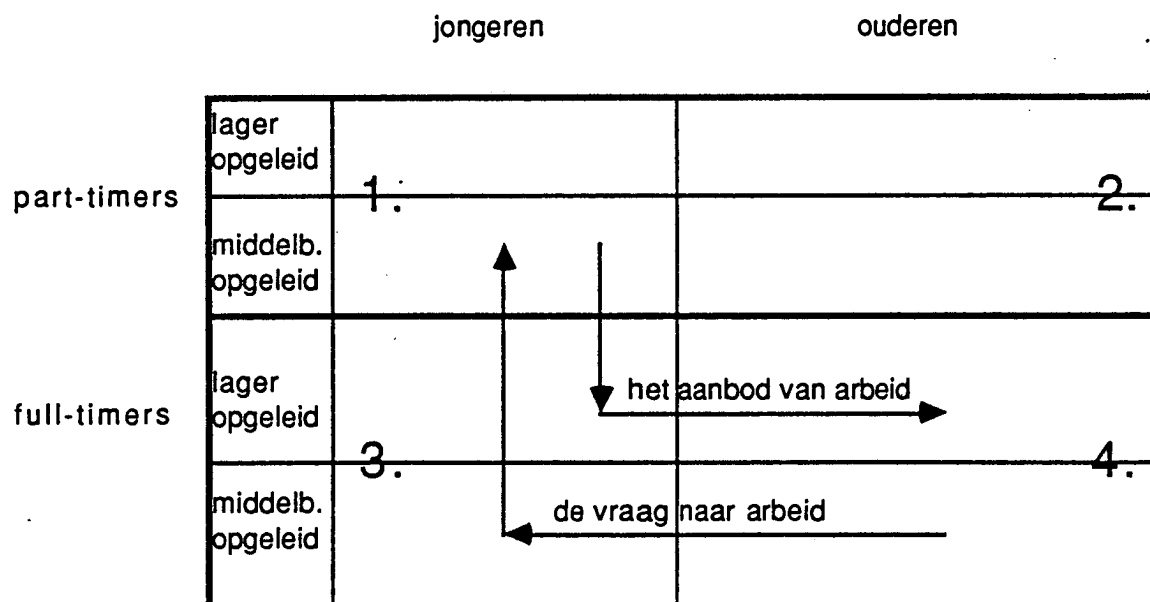 jongeren ouderen
lager
opgeleid
part-timers 1. 2.
middelb.
opgeleid
lager
opgeleid
het aanbod van arbeid
full-timers
3. 4.
middelb.
opgeleid
de vraag naar arbeid